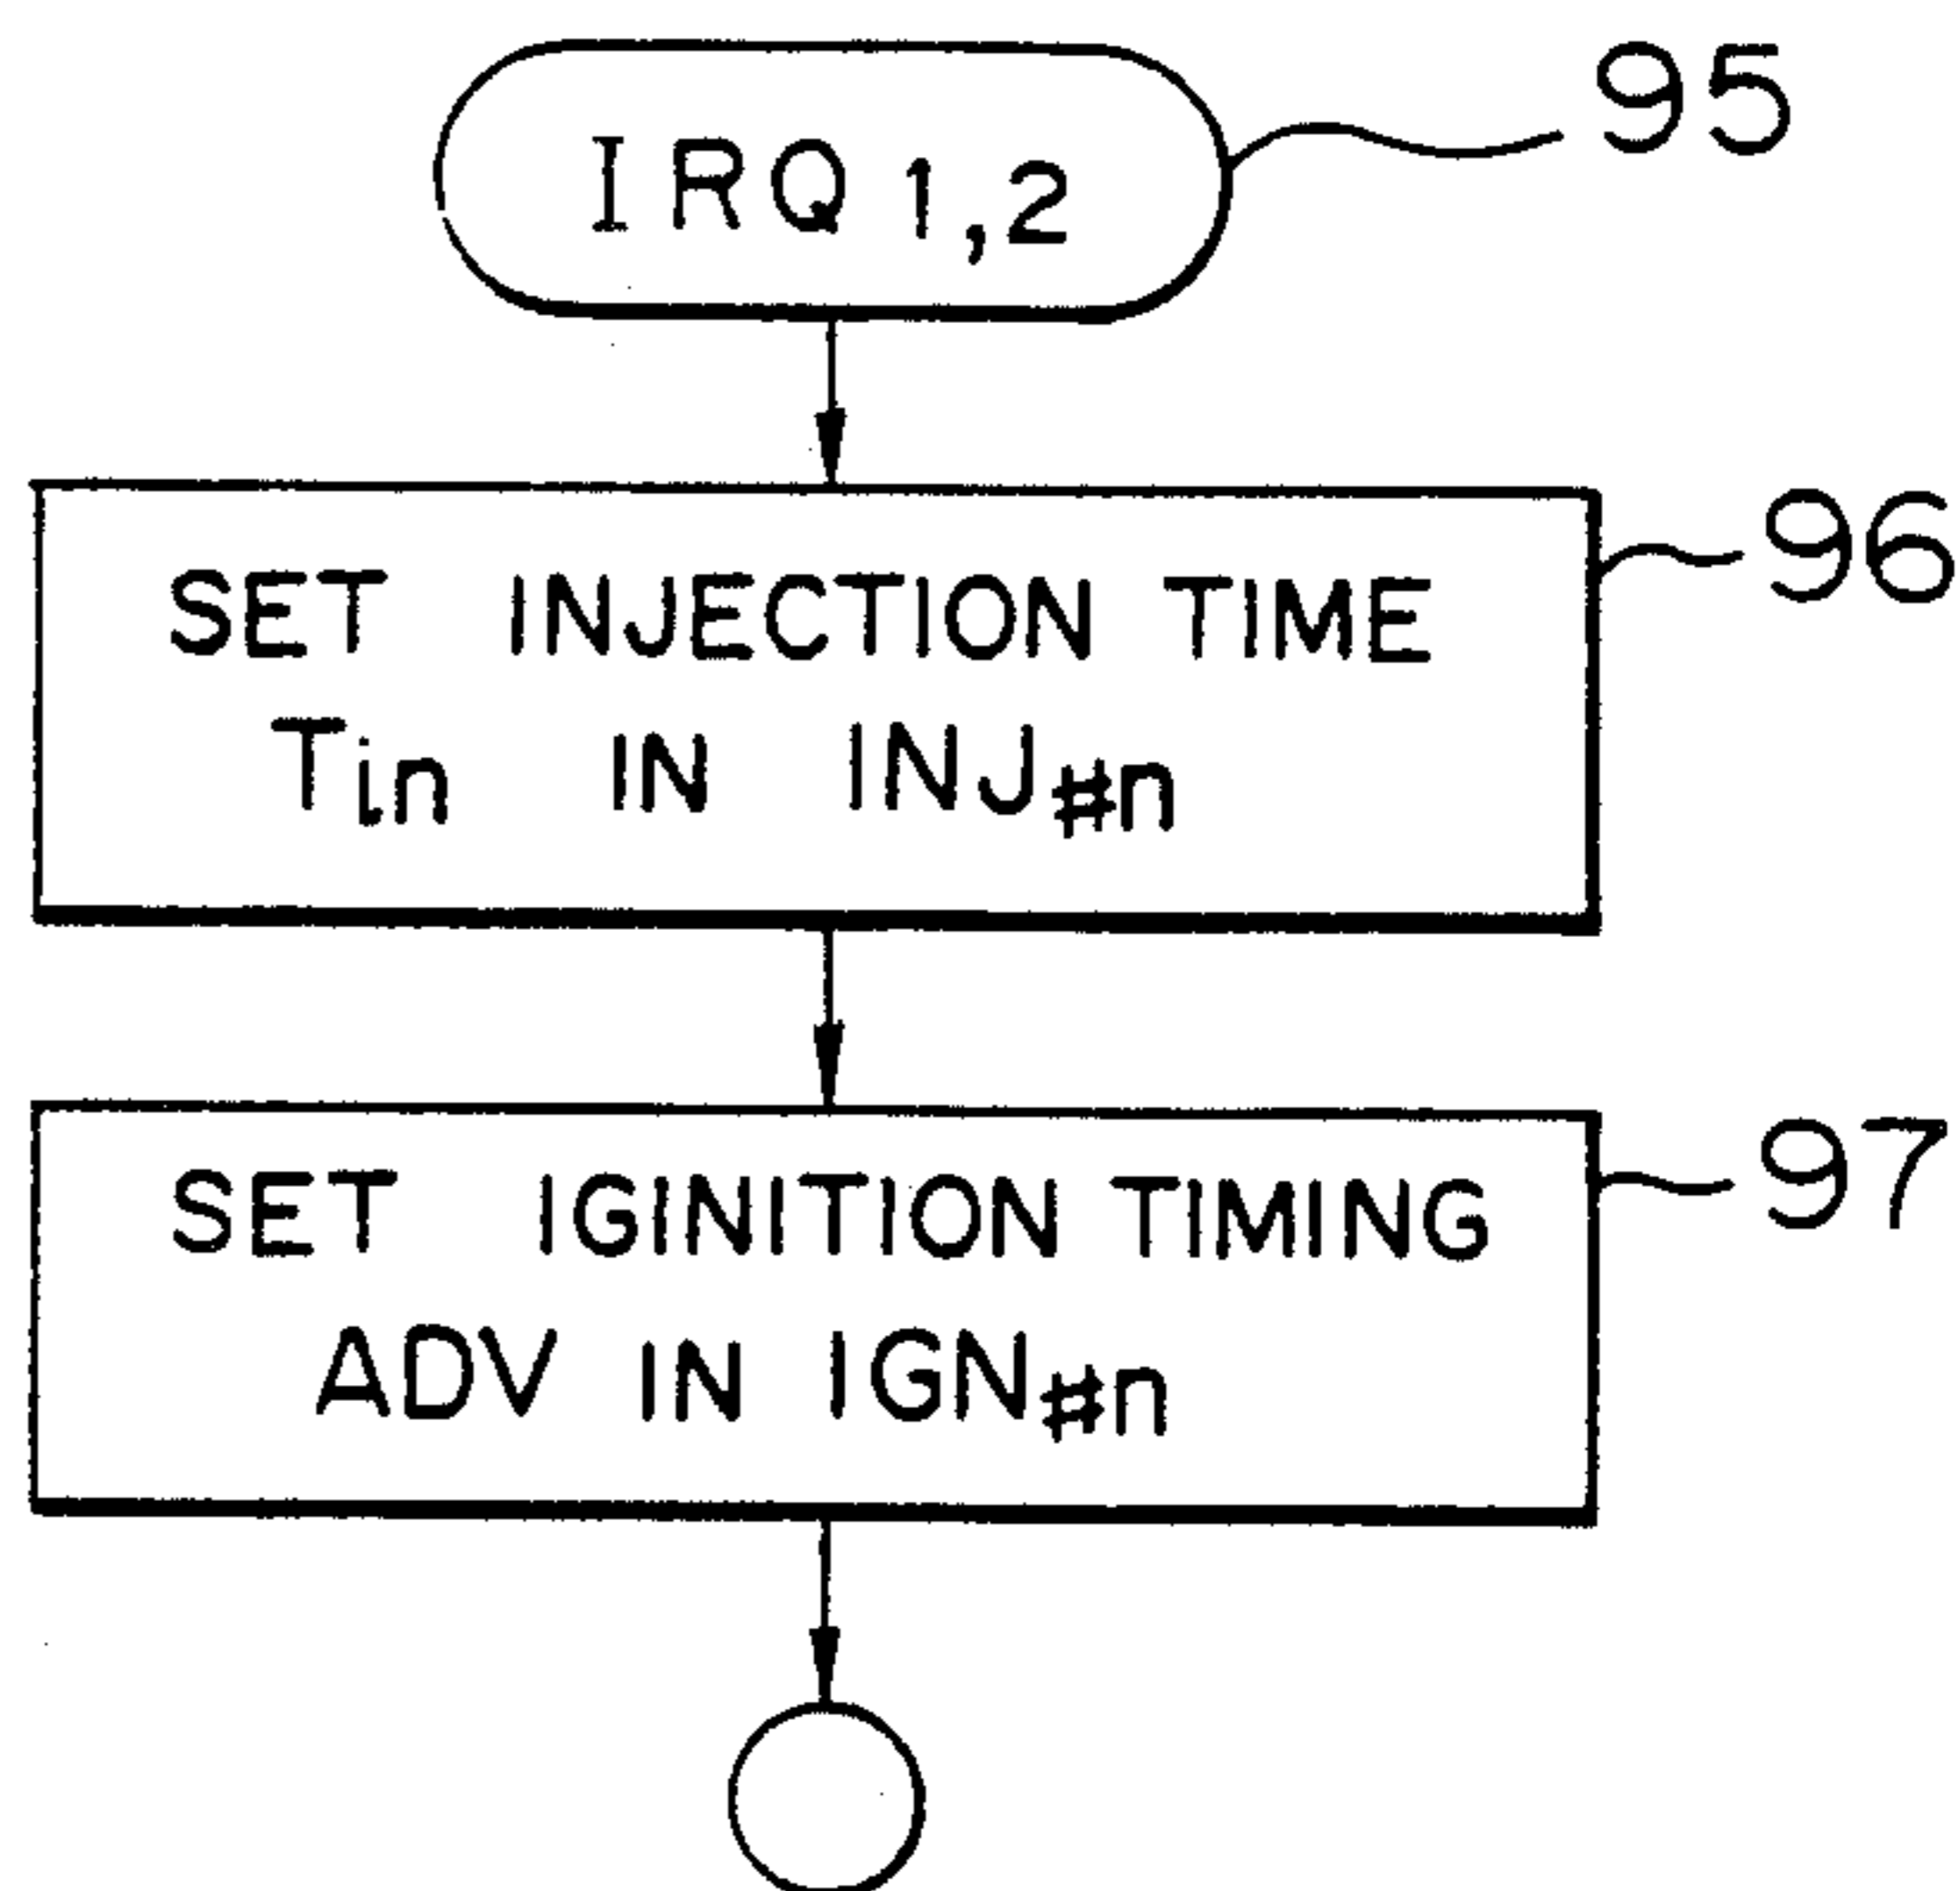 IRQ 1,2
95
SET INJECTION TIME
Tin IN INJ#n
96
SET IGINITION TIMING
ADV IN IGN#n
97